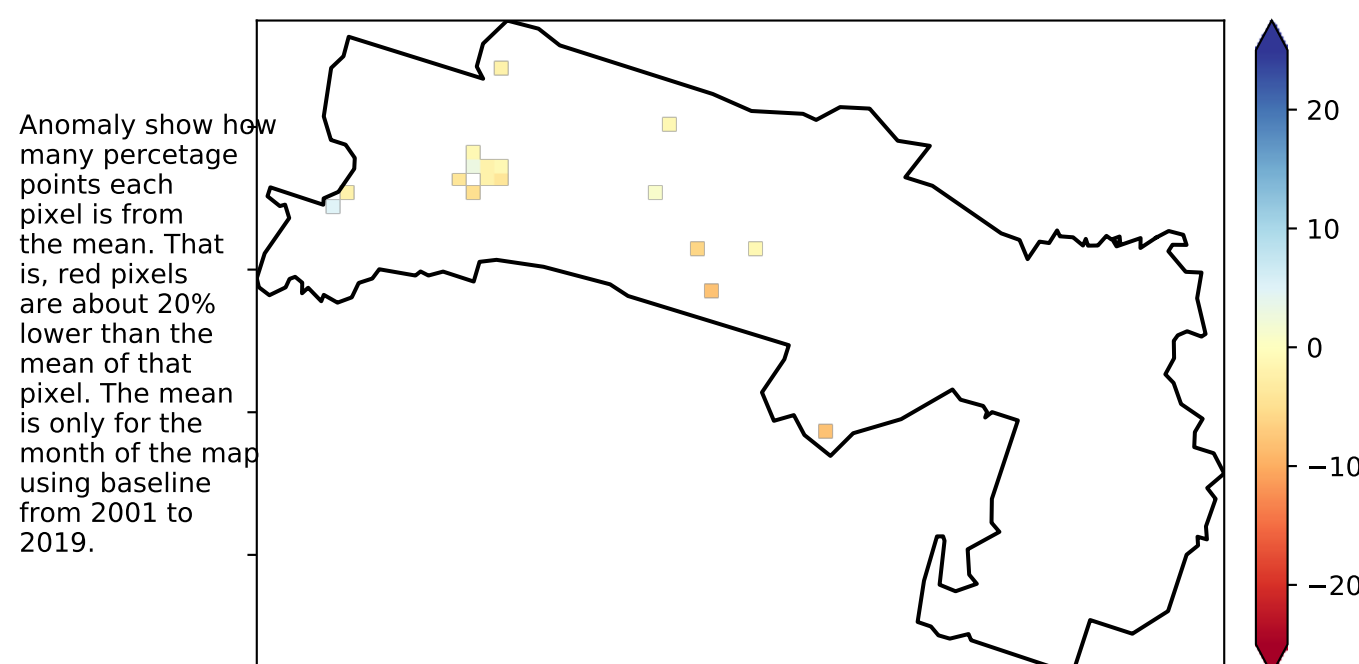 Anomaly show how
many percetage
points each
pixel is from
the mean. That
is, red pixels
are about 20%
lower than the
mean of that
pixel. The mean
is only for the
month of the map
using baseline
from 2001 to
2019.
20
10
0
−10
−20